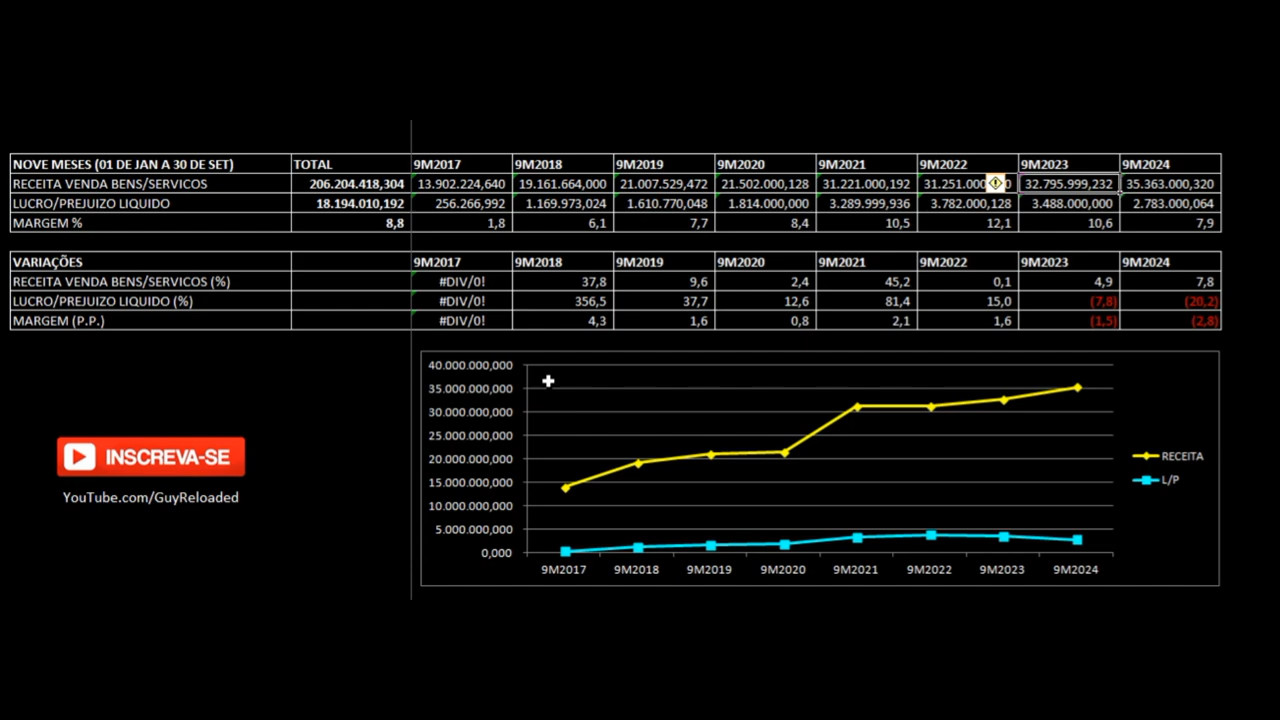 NOVE MESES (01 DE JAN A 30 DE SET) TOTAL 9M2017 9M2018 9M2019 9M2020 9M2021 9M2022 9M2023 9M2024
RECEITA VENDA BENS/SERVICOS 206.204.418,304 13.902.224,640 19.161.664,000 21.007.529,472 21.502.000,128 31.221.000,192 31.251.000 0 32.795.999,232 35.363.000,320
LUCRO/PREJUIZO LIQUIDO 18.194.010,192 256.266,992 1.169.973,024 1.610.770,048 1.814.000,000 3.289.999,936 3.782.000,128 3.488.000,000 2.783.000,064
MARGEM % 8,8 1,8 6,1 7,7 8,4 10,5 12,1 10,6 7,9
VARIAÇÕES 9M2017 9M2018 9M2019 9M2020 9M2021 9M2022 9M2023 9M2024
RECEITA VENDA BENS/SERVICOS (%) #DIV/0! 37,8 9,6 2,4 45,2 0,1 4,9 7,8
LUCRO/PREJUIZO LIQUIDO (%) #DIV/0! 356,5 37,7 12,6 81,4 15,0 (7,8) (20,2)
MARGEM (P.P.) #DIV/0! 4,3 1,6 0,8 2,1 1,6 (1,5) (2,8)
40.000.000,000
35.000.000,000
30.000.000,000
25.000.000,000
20.000.000,000
15.000.000,000
10.000.000,000
5.000.000,000
0,000
9M2017 9M2018 9M2019 9M2020 9M2021 9M2022 9M2023 9M2024
RECEITA
L/P
INSCREVA-SE
YouTube.com/GuyReloaded